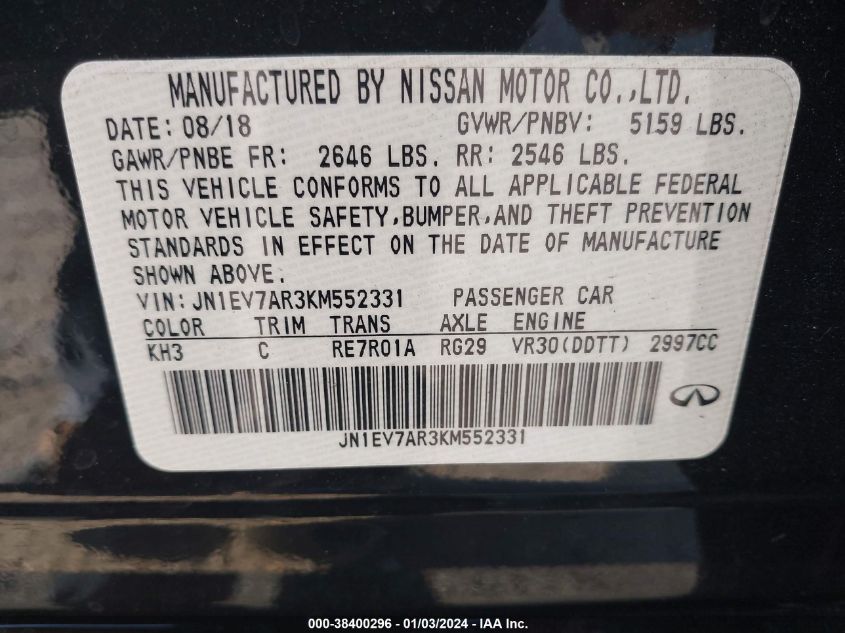 MANUFACTURED BY NISSAN MOTOR CO.,LTD.
DATE: 08/18 GVWR/PNBV: 5159 LBS.
GAWR/PNBE FR: 2646 LBS. RR: 2546 LBS.
THIS VEHICLE CONFORMS TO ALL APPLICABLE FEDERAL
MOTOR VEHICLE SAFETY,BUMPER,AND THEFT PREVENTION
STANDARDS IN EFFECT ON THE DATE OF MANUFACTURE
SHOWN ABOVE.
VIN:JN1EV7AR3KM552331 PASSENGER CAR
COLOR TRIM TRANS AXLE ENGINE
KH3 C RE7R01A RG29 VR30(DDTT) 2997CC
JN1EV7AR3KM552331
000-38400296 - 01/03/2024 - IAA Inc.